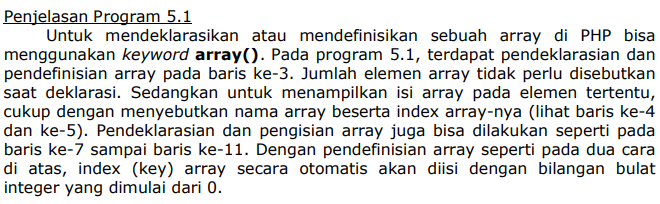 Penjelasan Program 5.1
Untuk mendeklarasikan atau mendefinisikan sebuah array di PHP bisa
menggunakan keyword array(). Pada program 5.1, terdapat pendeklarasian dan
pendefinisian array pada baris ke-3. Jumlah elemen array tidak perlu disebutkan
saat deklarasi. Sedangkan untuk menampilkan isi array pada elemen tertentu,
cukup dengan menyebutkan nama array beserta index array-nya (lihat baris ke-4
dan ke-5). Pendeklarasian dan pengisian array juga bisa dilakukan seperti pada
baris ke-7 sampai baris ke-11. Dengan pendefinisian array seperti pada dua cara
di atas, index (key) array secara otomatis akan diisi dengan bilangan bulat
integer yang dimulai dari 0.